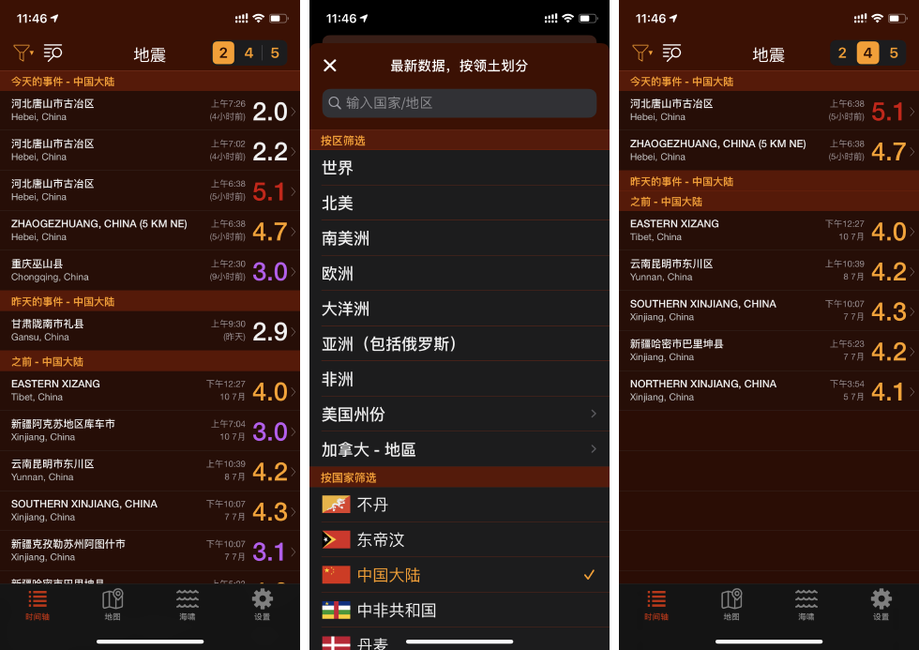 11:46
地震
2 4 5
今天的事件 - 中国大陆
河北唐山市古冶区 上午7:26 2.0
Hebei, China (4小时前)
河北唐山市古冶区 上午7:02 2.2
Hebei, China (4小时前)
河北唐山市古冶区 上午6:38 5.1
Hebei, China (5小时前)
ZHAOGEZHUANG, CHINA (5 KM NE) 上午6:38 4.7
Hebei, China (5小时前)
重庆巫山县 上午2:30 3.0
Chongqing, China (9小时前)
昨天的事件 - 中国大陆
甘肃陇南市礼县 上午9:30 2.9
Gansu, China (昨天)
之前 - 中国大陆
EASTERN XIZANG 下午12:27 4.0
Tibet, China 10 7月
新疆阿克苏地区库车市 上午7:04 3.0
Xinjiang, China 10 7月
云南昆明市东川区 上午10:39 4.2
Yunnan, China 8 7月
SOUTHERN XINJIANG, CHINA 下午10:07 4.3
Xinjiang, China 7 7月
新疆克孜勒苏州阿图什市 上午10:07 3.1
Xinjiang, China 7 7月
时间轴 地图 海啸 设置
11:46
最新数据，按领土划分
输入国家/地区
按区筛选
世界
北美
南美洲
欧洲
大洋洲
亚洲（包括俄罗斯）
非洲
美国州份
加拿大 - 地區
按国家筛选
不丹
东帝汶
中国大陆
中非共和国
丹麦
11:46
地震
2 4 5
今天的事件 - 中国大陆
河北唐山市古冶区 上午6:38 5.1
Hebei, China (5小时前)
ZHAOGEZHUANG, CHINA (5 KM NE) 上午6:38 4.7
Hebei, China (5小时前)
昨天的事件 - 中国大陆
之前 - 中国大陆
EASTERN XIZANG 下午12:27 4.0
Tibet, China 10 7月
云南昆明市东川区 上午10:39 4.2
Yunnan, China 8 7月
SOUTHERN XINJIANG, CHINA 下午10:07 4.3
Xinjiang, China 7 7月
新疆哈密市巴里坤县 上午5:23 4.2
Xinjiang, China 7 7月
NORTHERN XINJIANG, CHINA 下午3:54 4.1
Xinjiang, China 5 7月
时间轴 地图 海啸 设置